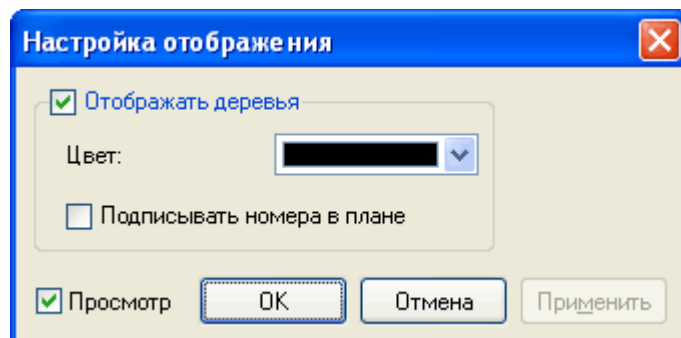 Настройка отображения
Отображать деревья
Цвет:
Подписывать номера в плане
Просмотр OK Отмена Применить